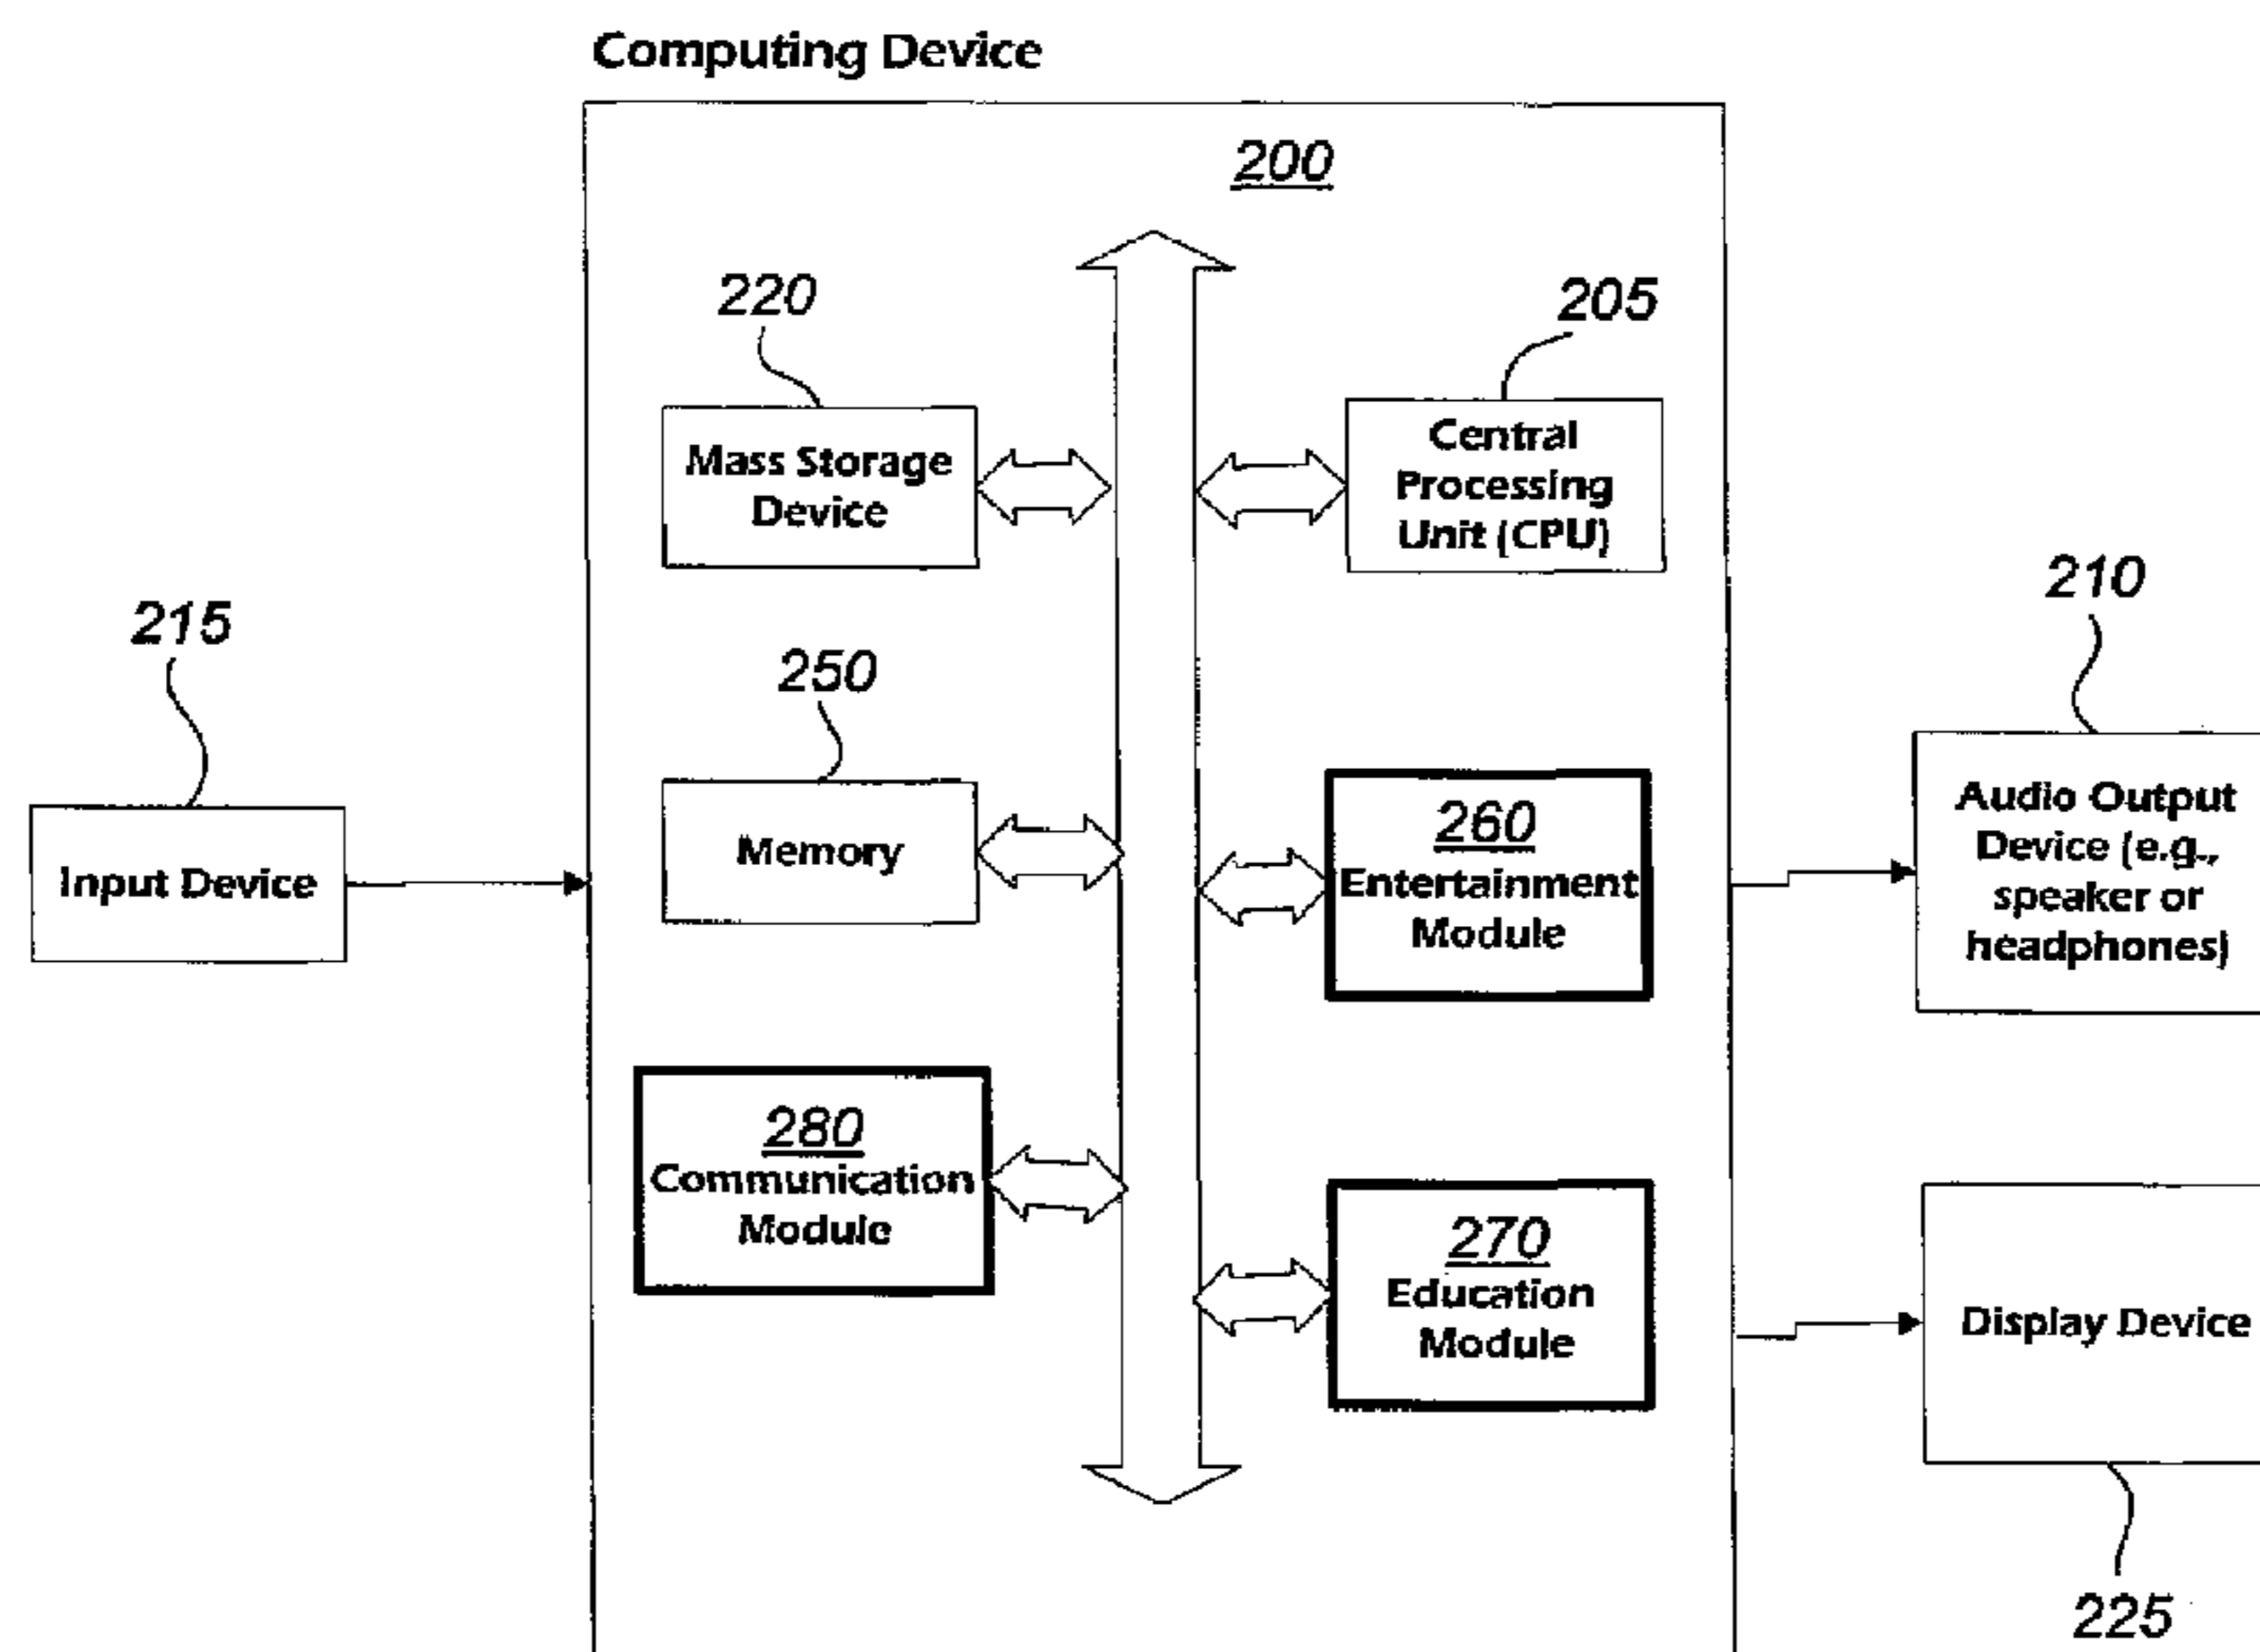 Computing Device
200
220
Mass Storage
Device
205
Central
Processing
Unit (CPU)
215
Input Device
250
Memory
260
Entertainment
Module
210
Audio Output
Device (e.g.,
speaker or
headphones)
280
Communication
Module
270
Education
Module
Display Device
225